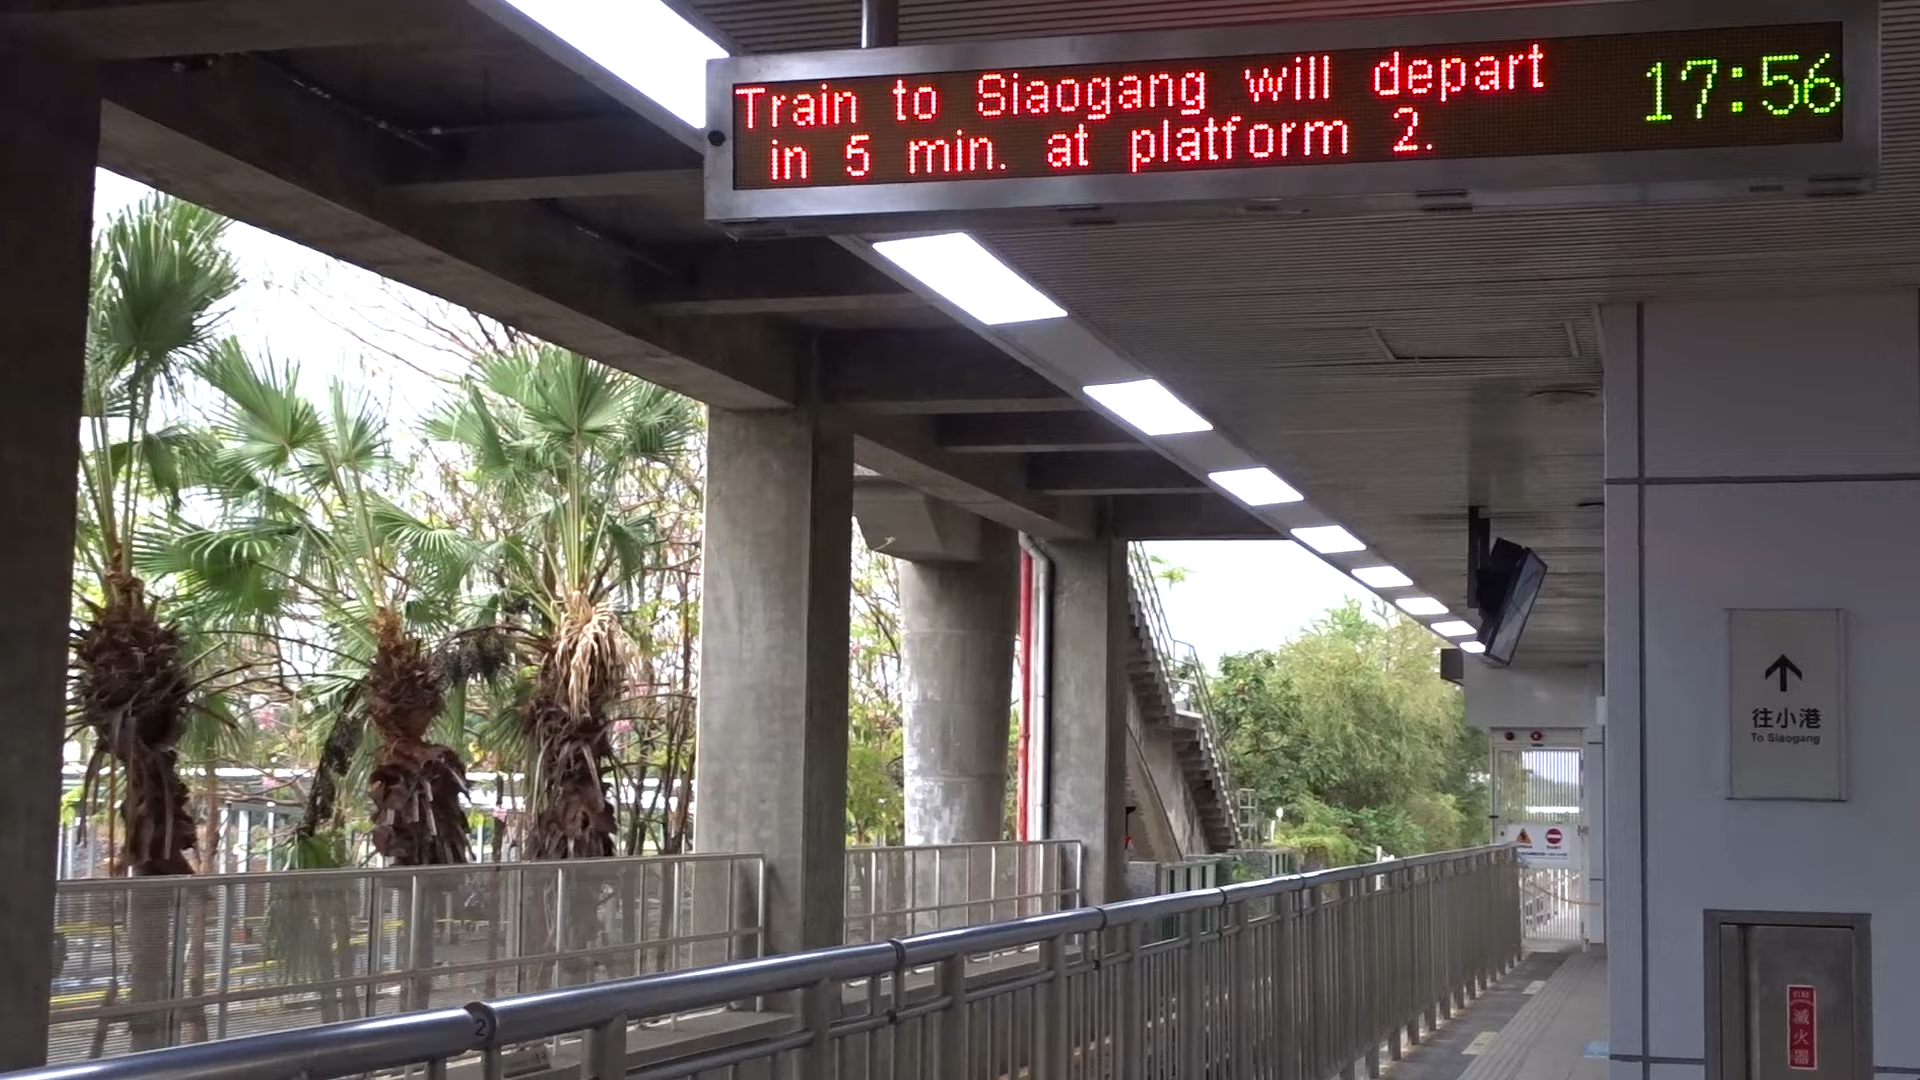 Train to Siaogang will depart 17:56
in 5 min. at platform 2.
往小港
To Siaogang
2
滅火器